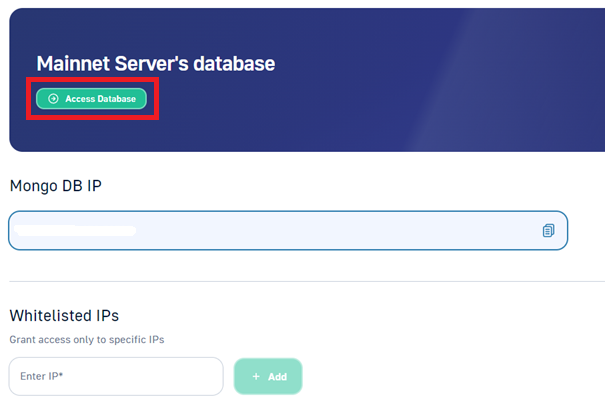 Mainnet Server's database
Access Database
Mongo DB IP
Whitelisted IPs
Grant access only to specific IPs
Enter IP*
+ Add